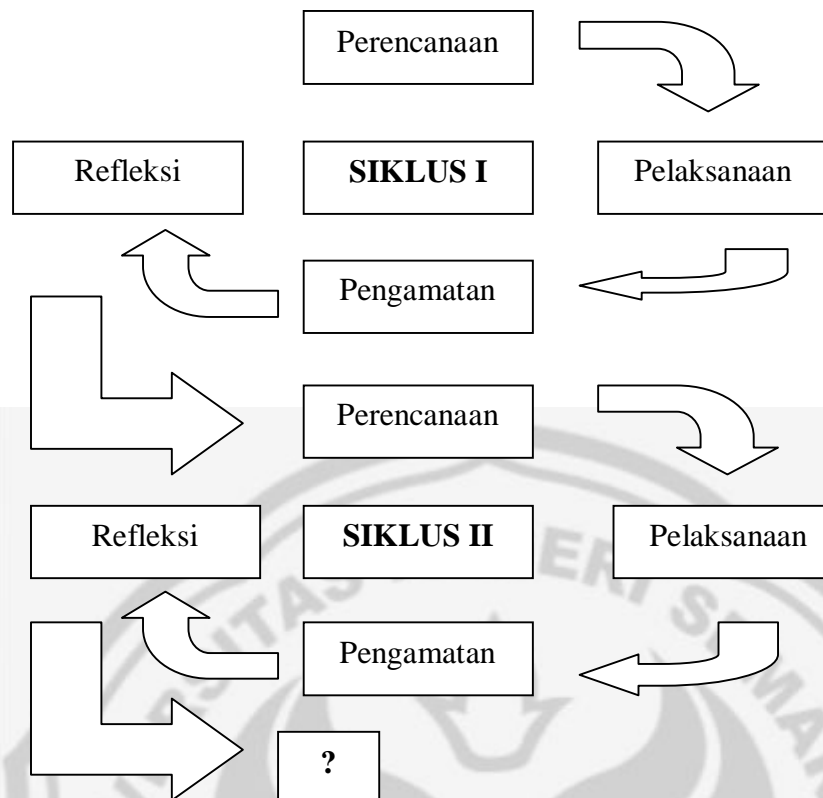 Perencanaan
Refleksi
SIKLUS I
Pelaksanaan
Pengamatan
Perencanaan
Refleksi
SIKLUS II
Pelaksanaan
Pengamatan
?